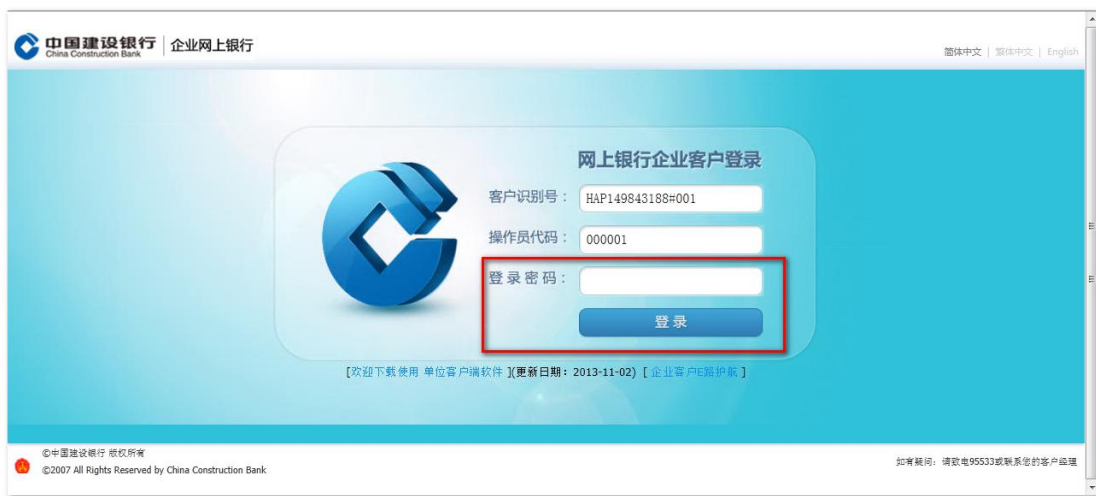 中国建设银行 企业网上银行
China Construction Bank
简体中文 | 繁体中文 | English
网上银行企业客户登录
客户识别号： HAP149843188#001
操作员代码： 000001
登录密码：
登录
[欢迎下载使用 单位客户端软件 ](更新日期：2013-11-02) [ 企业客户E路护航 ]
©中国建设银行 版权所有
©2007 All Rights Reserved by China Construction Bank
如有疑问：请致电95533或联系您的客户经理